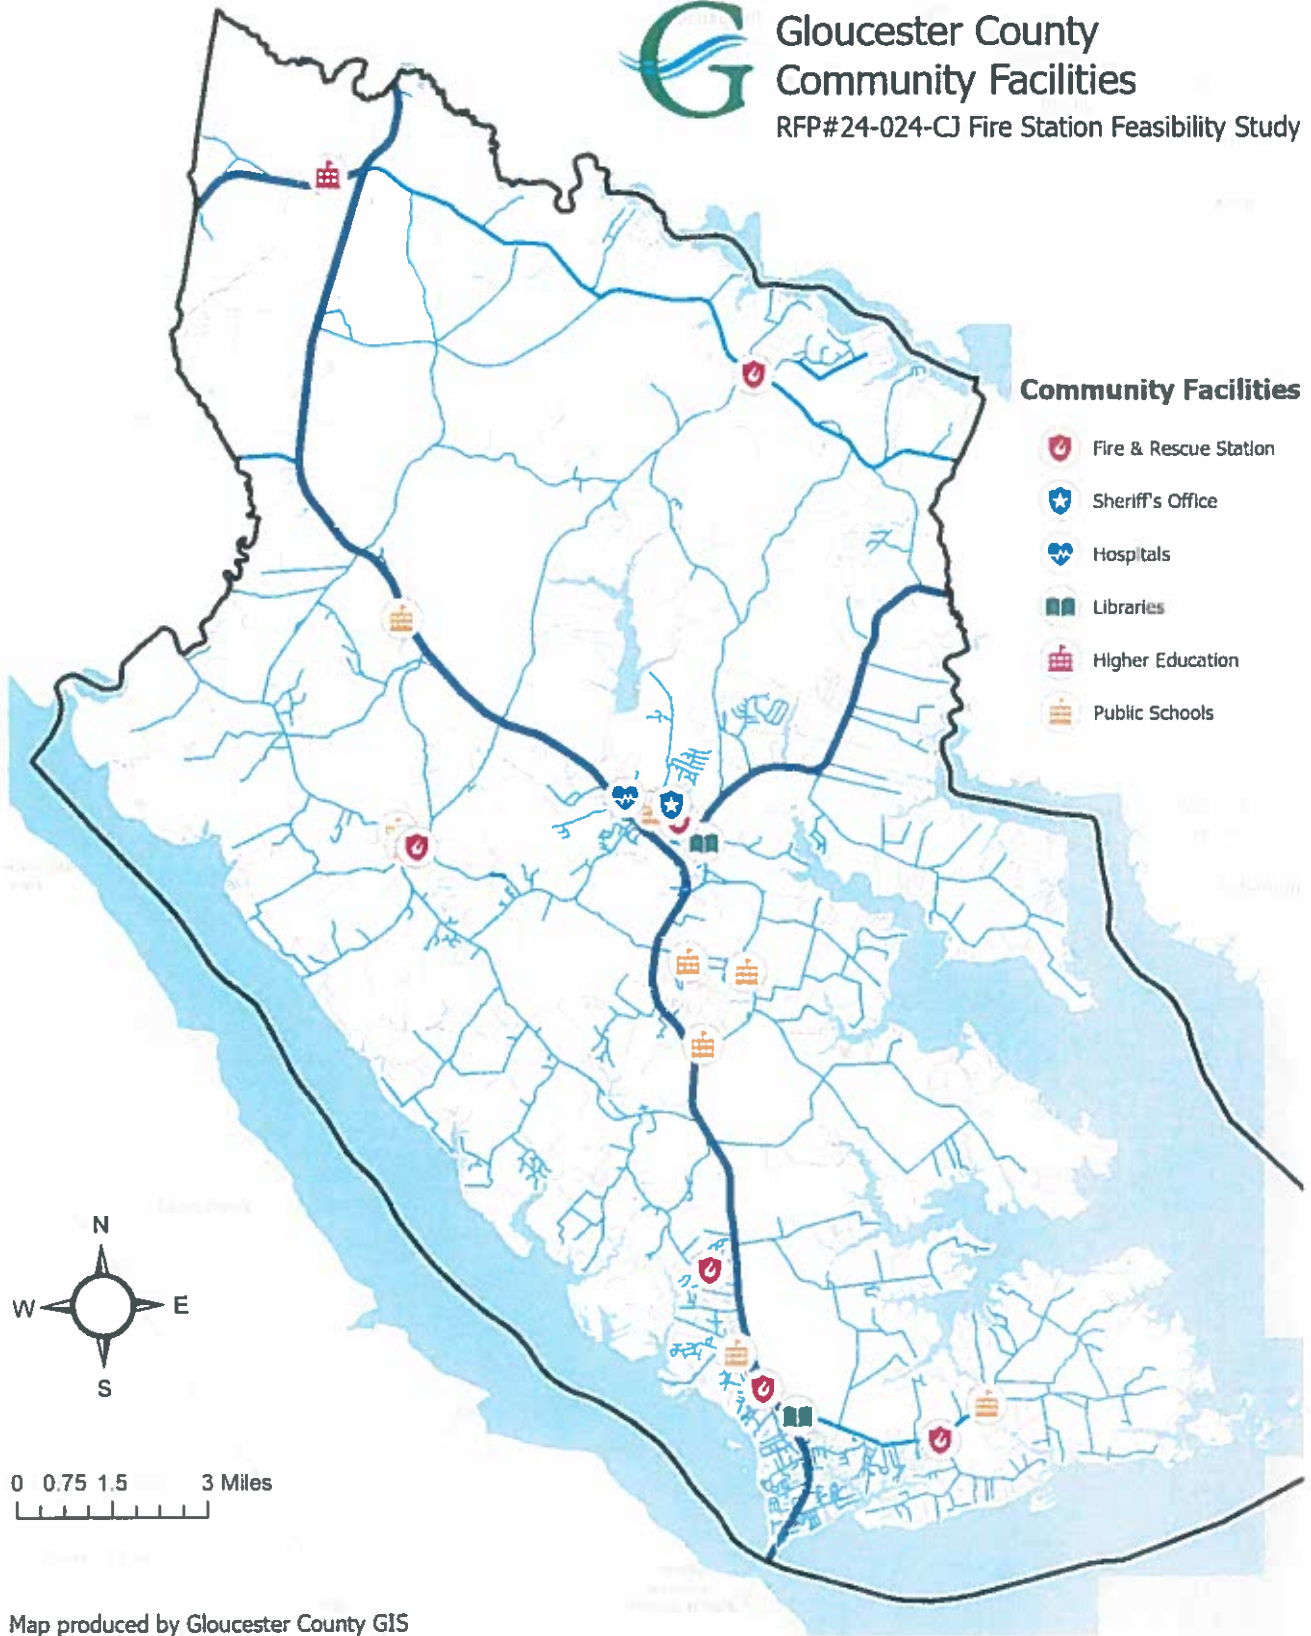 Gloucester County
Community Facilities
RFP#24-024-CJ Fire Station Feasibility Study
Community Facilities
Fire & Rescue Station
Sheriff's Office
Hospitals
Libraries
Higher Education
Public Schools
N
W E
S
0 0.75 1.5 3 Miles
Map produced by Gloucester County GIS